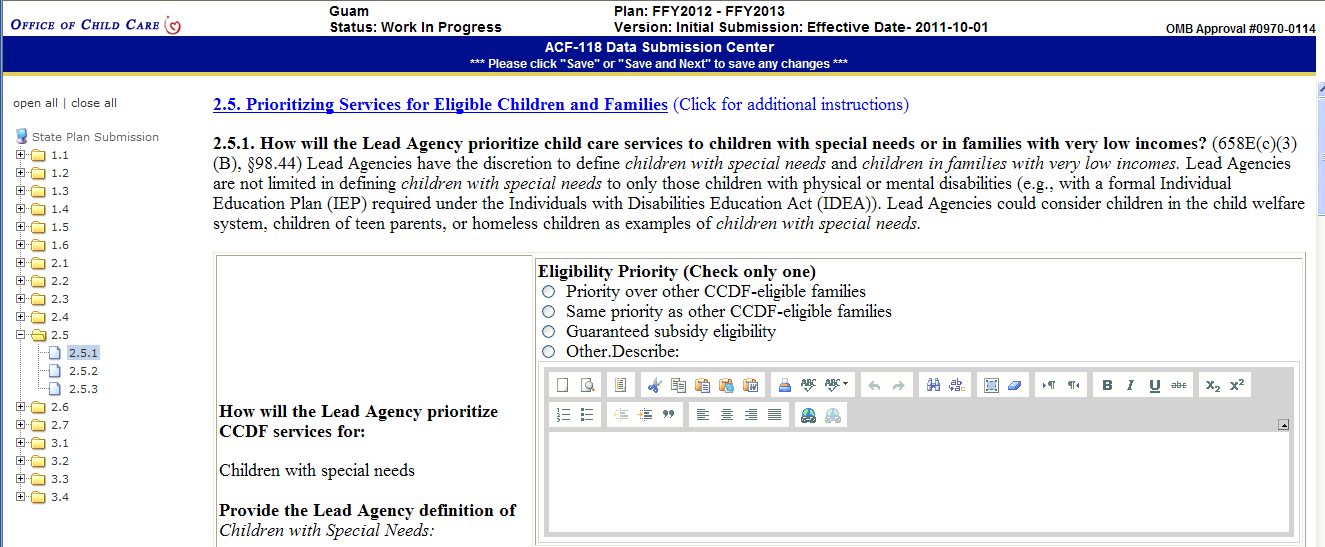 OFFICE OF CHILD CARE
Guam
Status: Work In Progress
Plan: FFY2012 - FFY2013
Version: Initial Submission: Effective Date- 2011-10-01
OMB Approval #0970-0114
ACF-118 Data Submission Center
*** Please click "Save" or "Save and Next" to save any changes ***
open all | close all
State Plan Submission
1.1
1.2
1.3
1.4
1.5
1.6
2.1
2.2
2.3
2.4
2.5
2.5.1
2.5.2
2.5.3
2.6
2.7
3.1
3.2
3.3
3.4
2.5. Prioritizing Services for Eligible Children and Families (Click for additional instructions)
2.5.1. How will the Lead Agency prioritize child care services to children with special needs or in families with very low incomes? (658E(c)(3)
(B), §98.44) Lead Agencies have the discretion to define children with special needs and children in families with very low incomes. Lead Agencies
are not limited in defining children with special needs to only those children with physical or mental disabilities (e.g., with a formal Individual
Education Plan (IEP) required under the Individuals with Disabilities Education Act (IDEA)). Lead Agencies could consider children in the child welfare
system, children of teen parents, or homeless children as examples of children with special needs.
How will the Lead Agency prioritize
CCDF services for:
Children with special needs
Provide the Lead Agency definition of
Children with Special Needs:
Eligibility Priority (Check only one)
Priority over other CCDF-eligible families
Same priority as other CCDF-eligible families
Guaranteed subsidy eligibility
Other.Describe:
ABC ABC B I U abc X2 X2